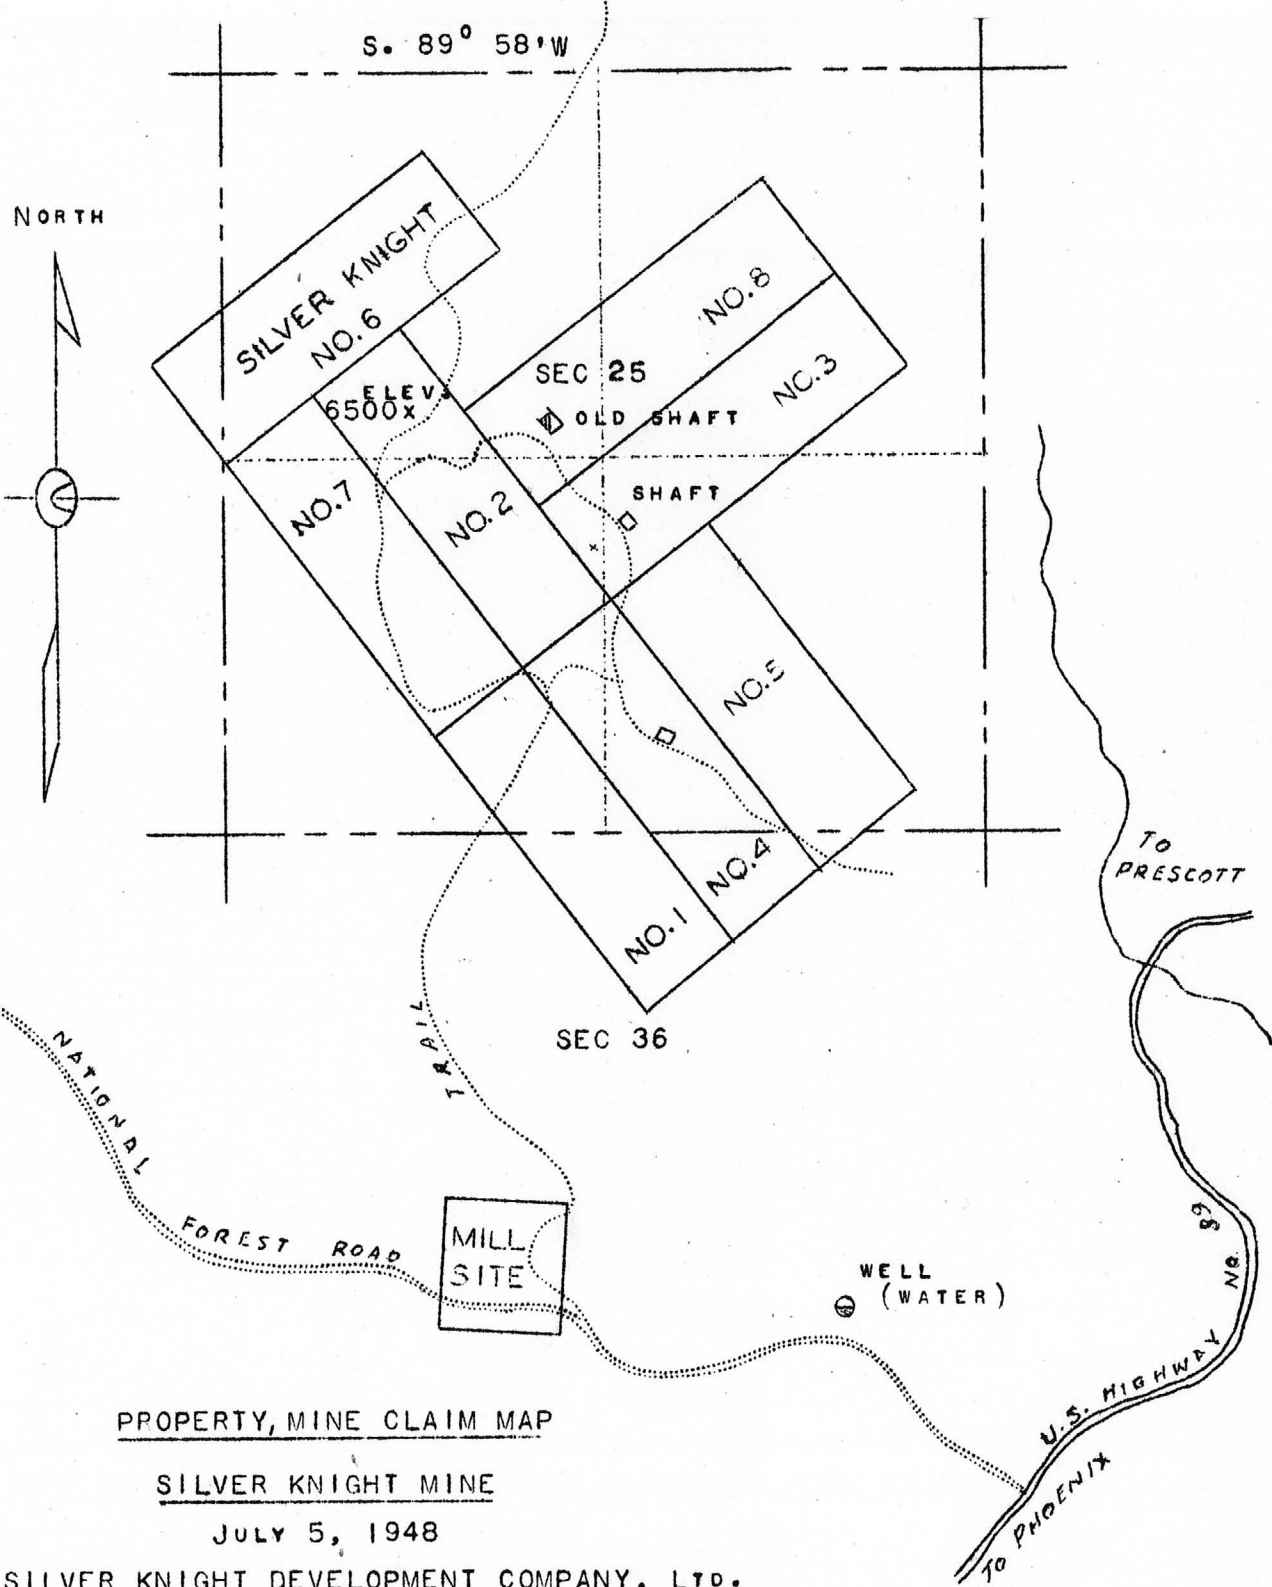 S. 89° 58'W
NORTH
SILVER KNIGHT
NO. 6
NO. 8
SEC 25
NO. 3
ELEV.
6500x
OLD SHAFT
NO. 7
NO. 2
SHAFT
NO. 5
TO
PRESCOTT
NO. 4
NO. 1
TRAIL
SEC 36
NATIONAL
FOREST ROAD
MILL
SITE
WELL
(WATER)
U.S. HIGHWAY NO. 89
TO PHOENIX
PROPERTY, MINE CLAIM MAP
SILVER KNIGHT MINE
JULY 5, 1948
SILVER KNIGHT DEVELOPMENT COMPANY, LTD.